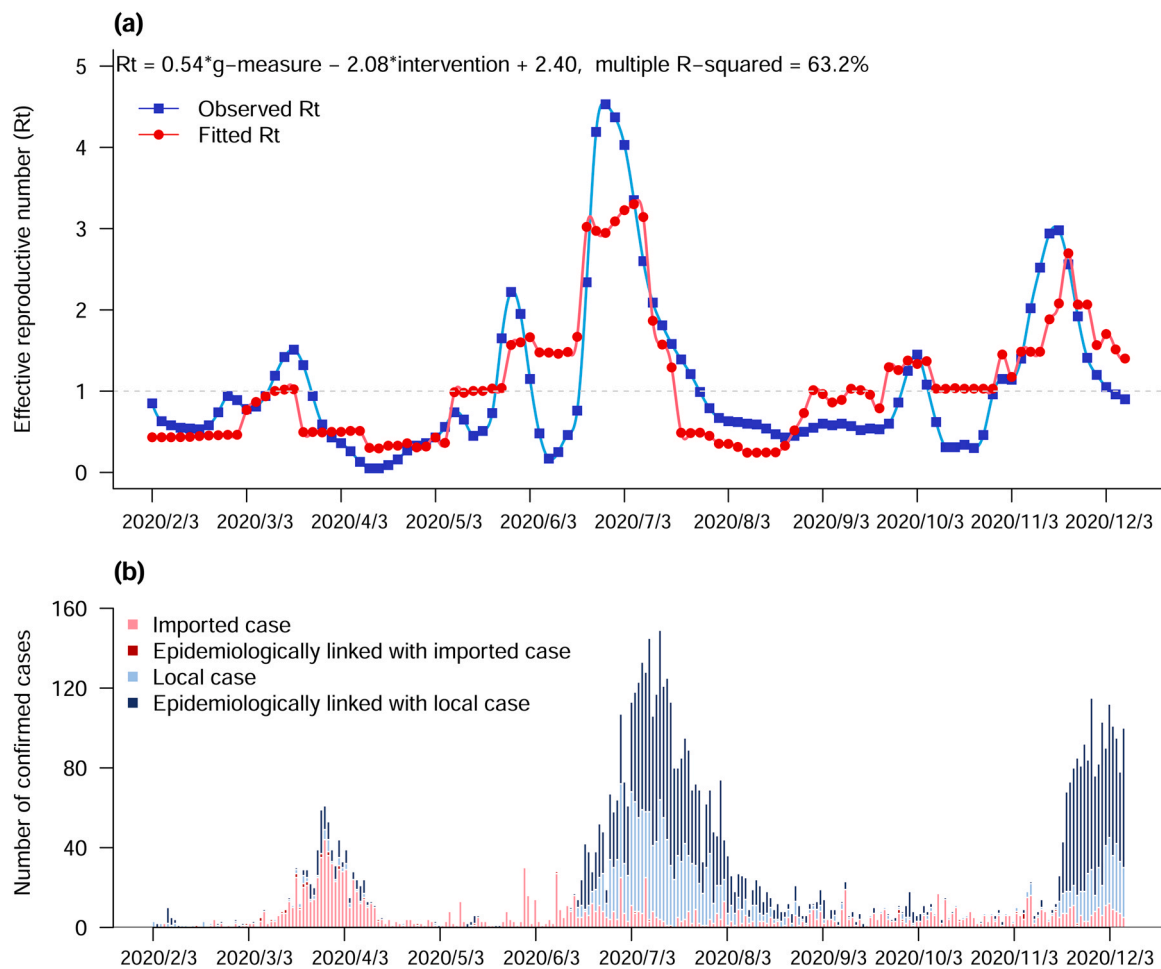 (a)
Rt = 0.54*g−measure − 2.08*intervention + 2.40, multiple R−squared = 63.2%
Observed Rt
Fitted Rt
Effective reproductive number (Rt)
5
4
3
2
1
0
2020/2/3 2020/3/3 2020/4/3 2020/5/3 2020/6/3 2020/7/3 2020/8/3 2020/9/3 2020/10/3 2020/11/3 2020/12/3
(b)
Imported case
Epidemiologically linked with imported case
Local case
Epidemiologically linked with local case
Number of confirmed cases
160
120
80
40
0
2020/2/3 2020/3/3 2020/4/3 2020/5/3 2020/6/3 2020/7/3 2020/8/3 2020/9/3 2020/10/3 2020/11/3 2020/12/3